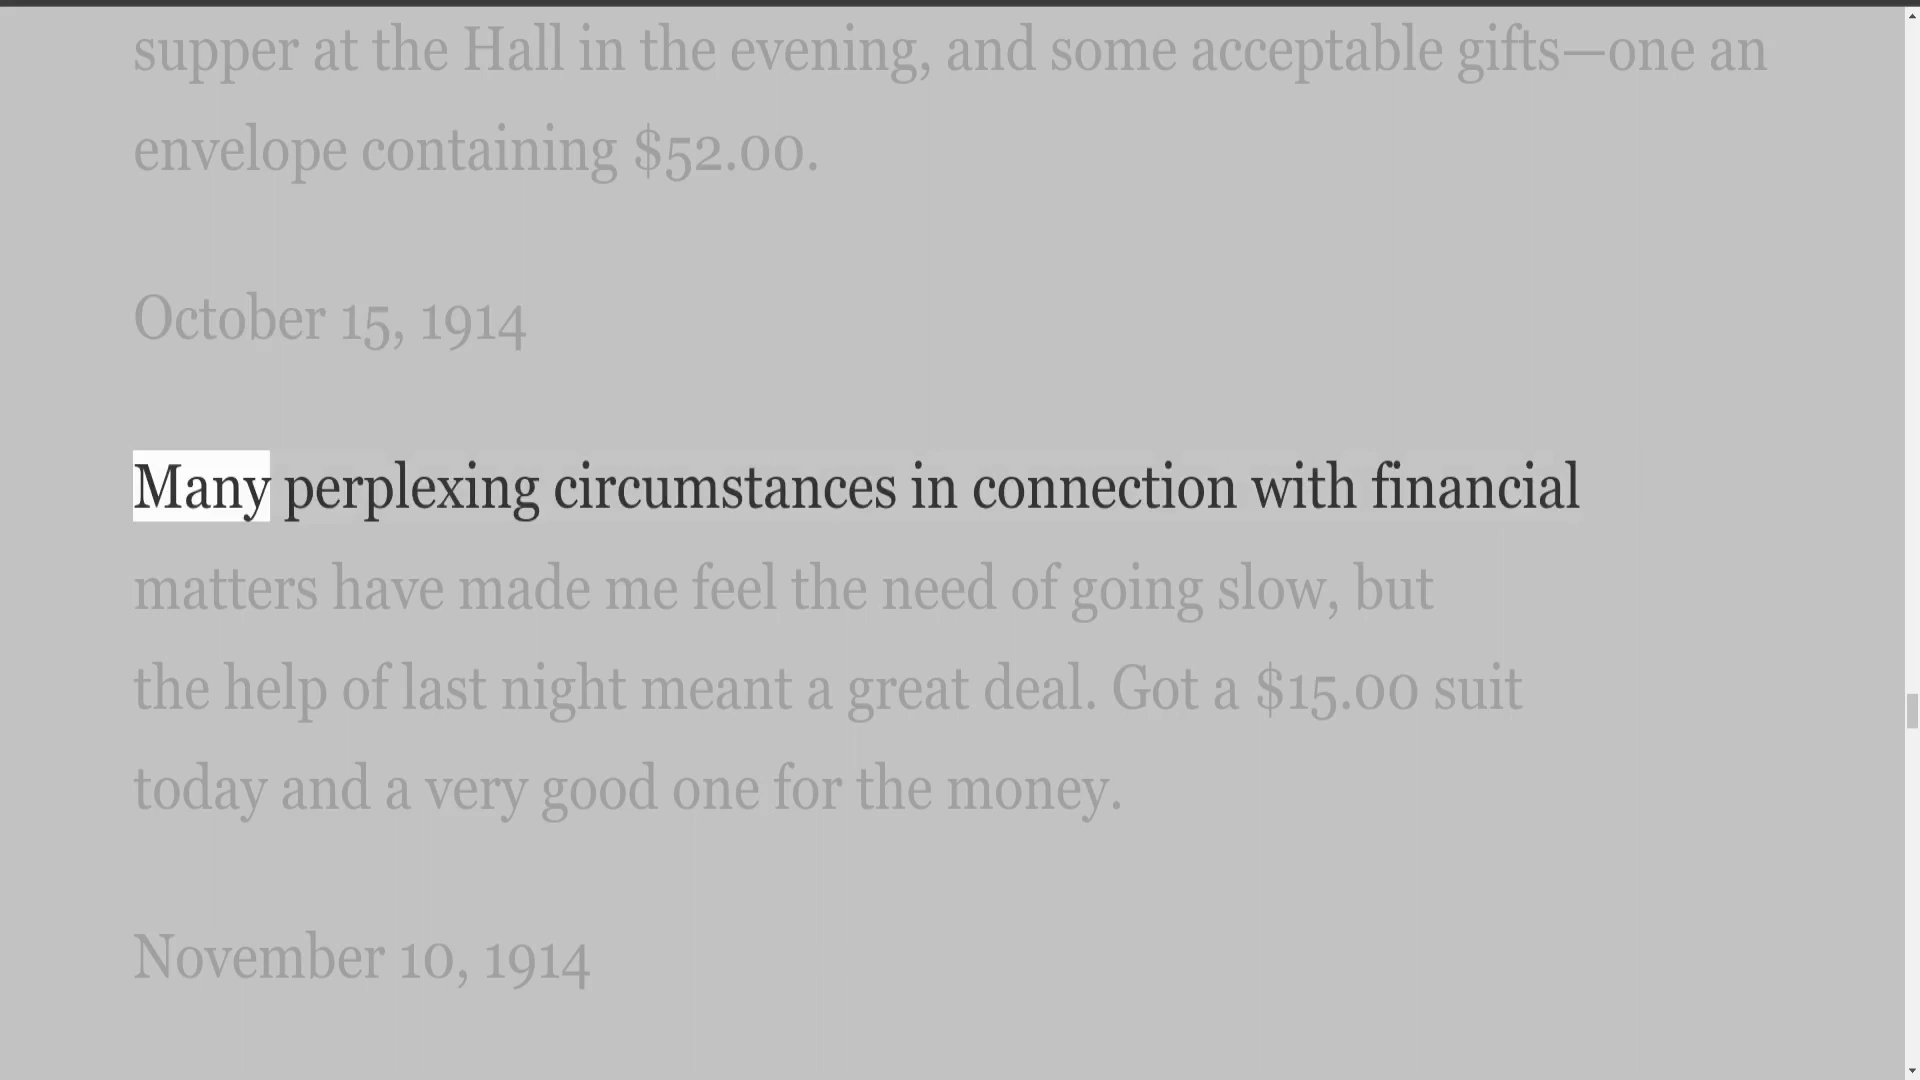 supper at the Hall in the evening, and some acceptable gifts—one an
envelope containing $52.00.
October 15, 1914
Many perplexing circumstances in connection with financial
matters have made me feel the need of going slow, but
the help of last night meant a great deal. Got a $15.00 suit
today and a very good one for the money.
November 10, 1914